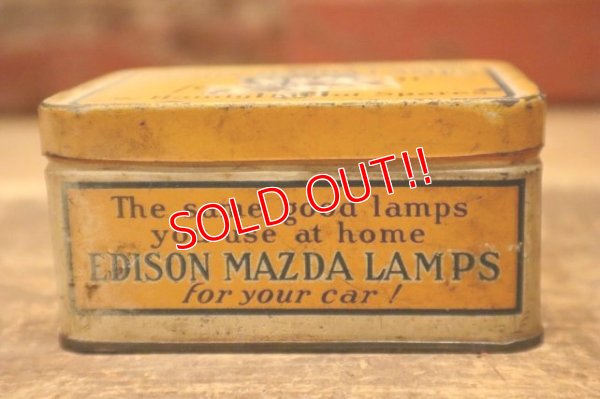 The same good lamps
you use at home
EDISON MAZDA LAMPS
for your car!
SOLD OUT!!